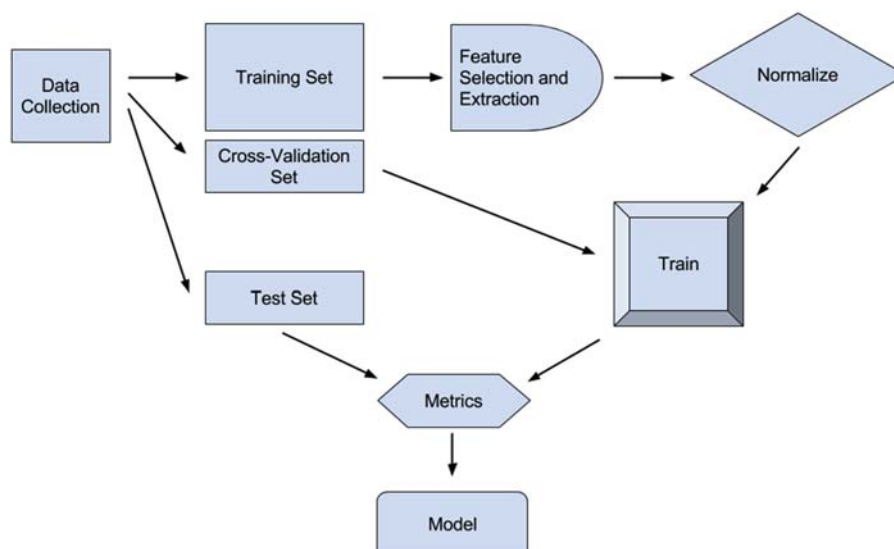 Data
Collection
Training Set
Feature
Selection and
Extraction
Normalize
Cross-Validation
Set
Train
Test Set
Metrics
Model